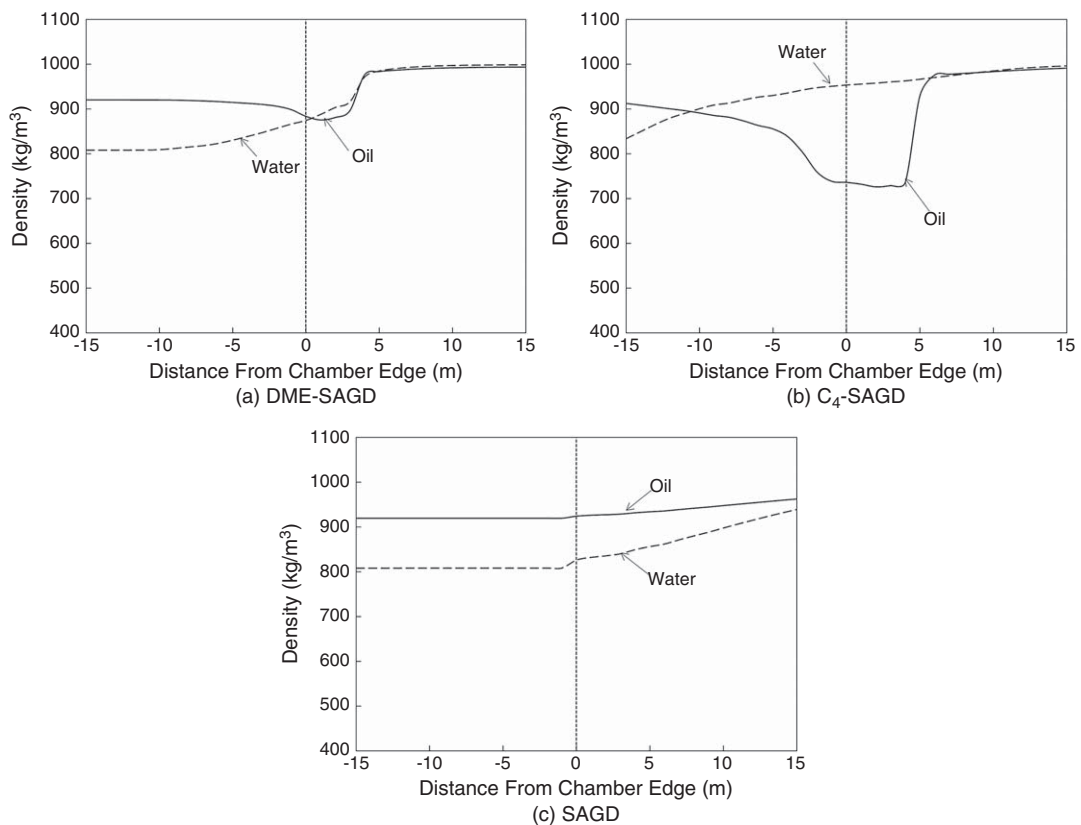 1100
1000
900
800
700
600
500
400
Density (kg/m3)
Water
Oil
-15 -10 -5 0 5 10 15
Distance From Chamber Edge (m)
(a) DME-SAGD
1100
1000
900
800
700
600
500
400
Density (kg/m3)
Water
Oil
-15 -10 -5 0 5 10 15
Distance From Chamber Edge (m)
(b) C4-SAGD
1100
1000
900
800
700
600
500
400
Density (kg/m3)
Oil
Water
-15 -10 -5 0 5 10 15
Distance From Chamber Edge (m)
(c) SAGD